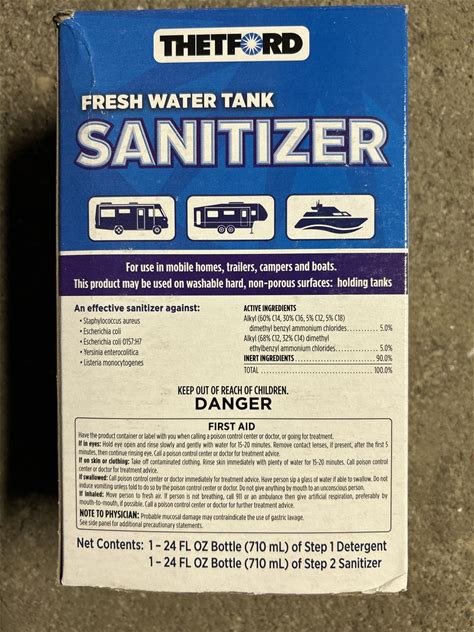 THETFORD
FRESH WATER TANK
SANITIZER
For use in mobile homes, trailers, campers and boats.
This product may be used on washable hard, non-porous surfaces: holding tanks
An effective sanitizer against:
• Staphylococcus aureus
• Escherichia coli
• Escherichia coli 0157:H7
• Yersinia enterocolitica
• Listeria monocytogenes
ACTIVE INGREDIENTS
Alkyl (60% C14, 30% C16, 5% C12, 5% C18)
dimethyl benzyl ammonium chlorides 5.0%
Alkyl (68% C12, 32% C14) dimethyl
ethylbenzyl ammonium chlorides 5.0%
INERT INGREDIENTS 90.0%
TOTAL 100.0%
KEEP OUT OF REACH OF CHILDREN.
DANGER
FIRST AID
Have the product container or label with you when calling a poison control center or doctor, or going for treatment.
If in eyes: Hold eye open and rinse slowly and gently with water for 15-20 minutes. Remove contact lenses, if present, after the first 5
minutes, then continue rinsing eye. Call a poison control center or doctor for treatment advice.
If on skin or clothing: Take off contaminated clothing. Rinse skin immediately with plenty of water for 15-20 minutes. Call poison control
center or doctor for treatment advice.
If swallowed: Call poison control center or doctor immediately for treatment advice. Have person sip a glass of water if able to swallow. Do not
induce vomiting unless told to do so by the poison control center or doctor. Do not give anything by mouth to an unconscious person.
If inhaled: Move person to fresh air. If person is not breathing, call 911 or an ambulance then give artificial respiration, preferably by
mouth-to-mouth, if possible. Call a poison control center or doctor for further treatment advice.
NOTE TO PHYSICIAN: Probable mucosal damage may contraindicate the use of gastric lavage.
See side panel for additional precautionary statements.
Net Contents: 1 – 24 FL OZ Bottle (710 mL) of Step 1 Detergent
1 – 24 FL OZ Bottle (710 mL) of Step 2 Sanitizer